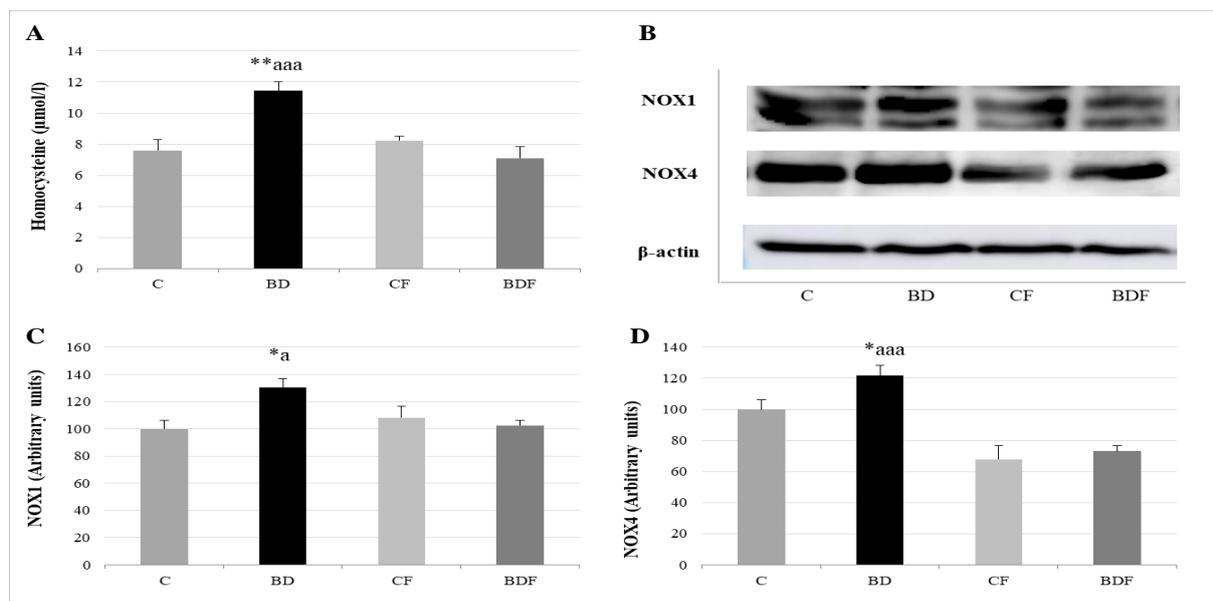 A
Homocysteine (µmol/l)
14
12
10
8
6
4
2
0
**aaa
C BD CF BDF
B
NOX1
NOX4
β-actin
C BD CF BDF
C
NOX1 (Arbitrary units)
160
140
120
100
80
60
40
20
0
*a
C BD CF BDF
D
NOX4 (Arbitrary units)
140
120
100
80
60
40
20
0
*aaa
C BD CF BDF